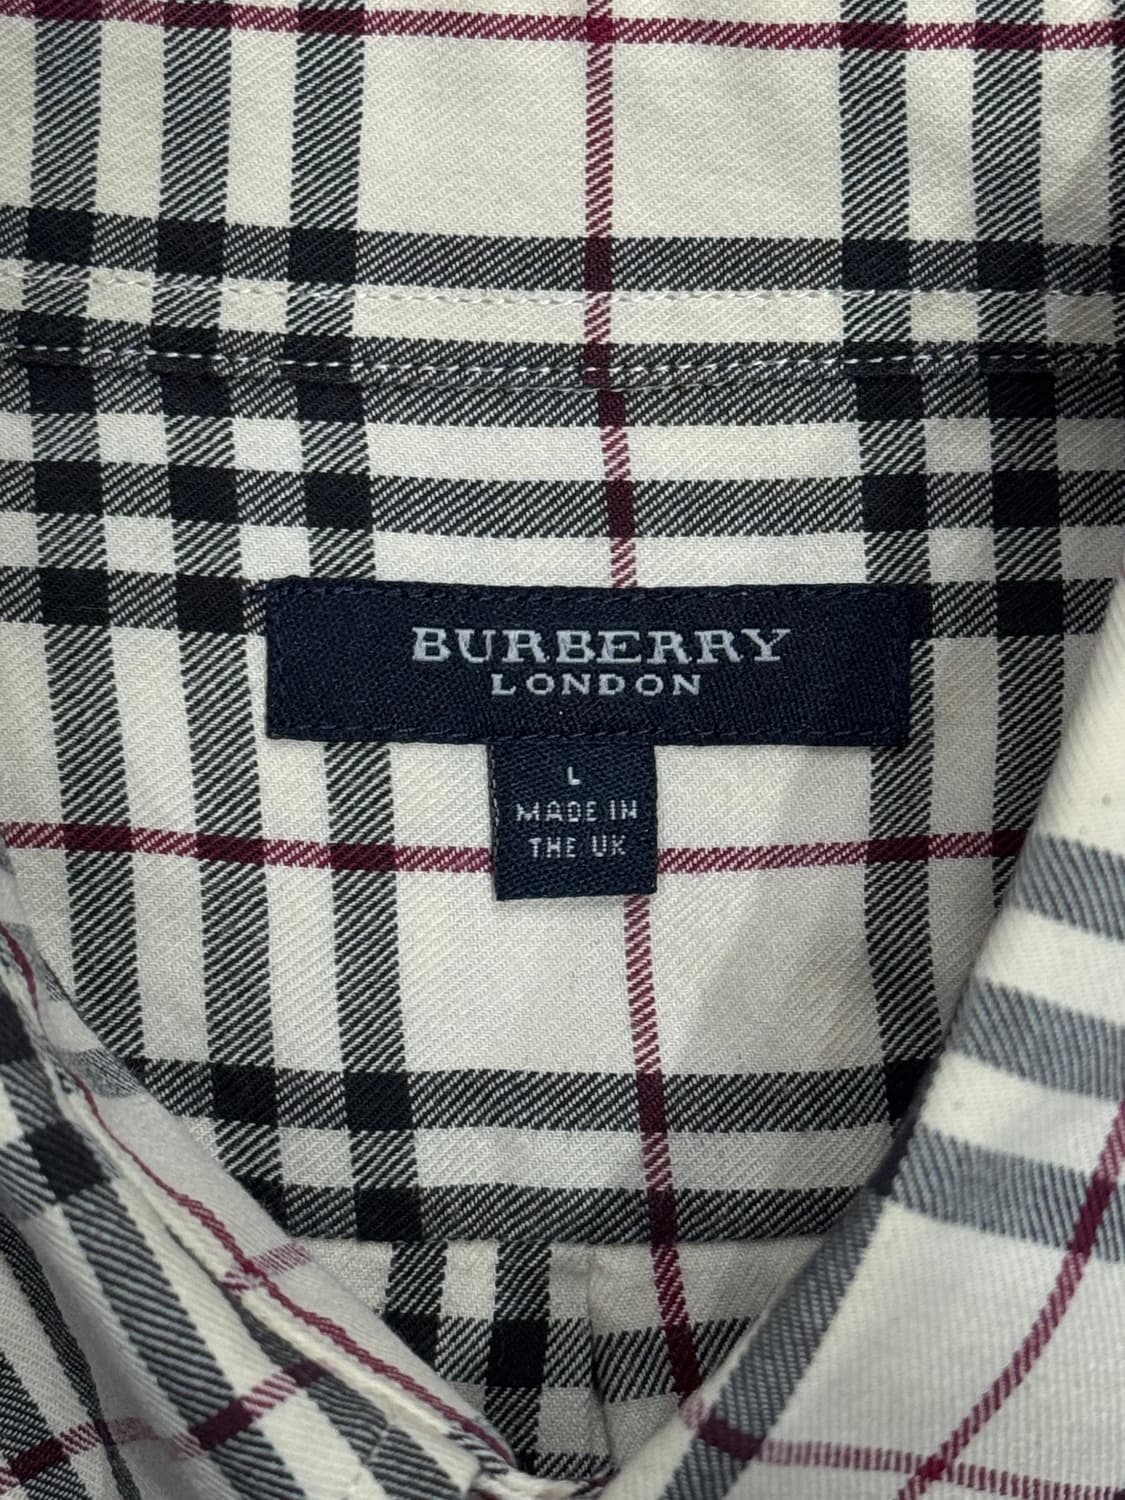 BURBERRY
LONDON
L
MADE IN
THE UK